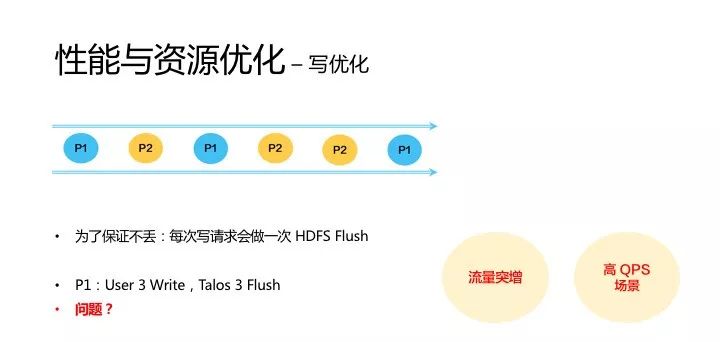 性能与资源优化 – 写优化
P1 P2 P1 P2 P2 P1
• 为了保证不丢：每次写请求会做一次 HDFS Flush
• P1：User 3 Write，Talos 3 Flush
• 问题？
流量突增
高 QPS
场景